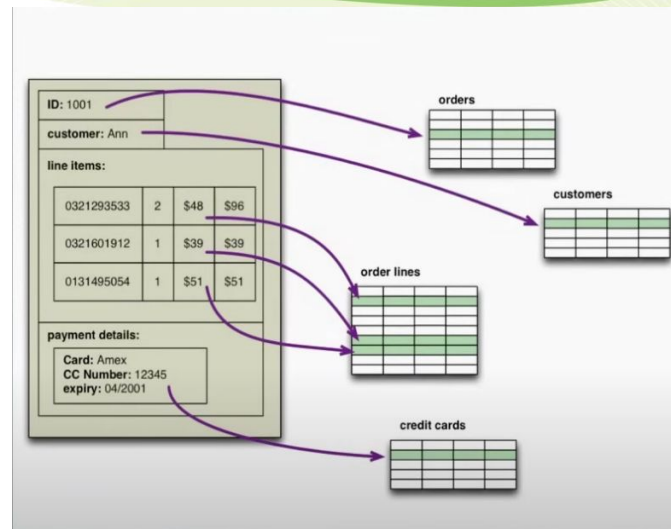 ID: 1001
customer: Ann
line items:
0321293533 2 $48 $96
0321601912 1 $39 $39
0131495054 1 $51 $51
payment details:
Card: Amex
CC Number: 12345
expiry: 04/2001
orders
customers
order lines
credit cards